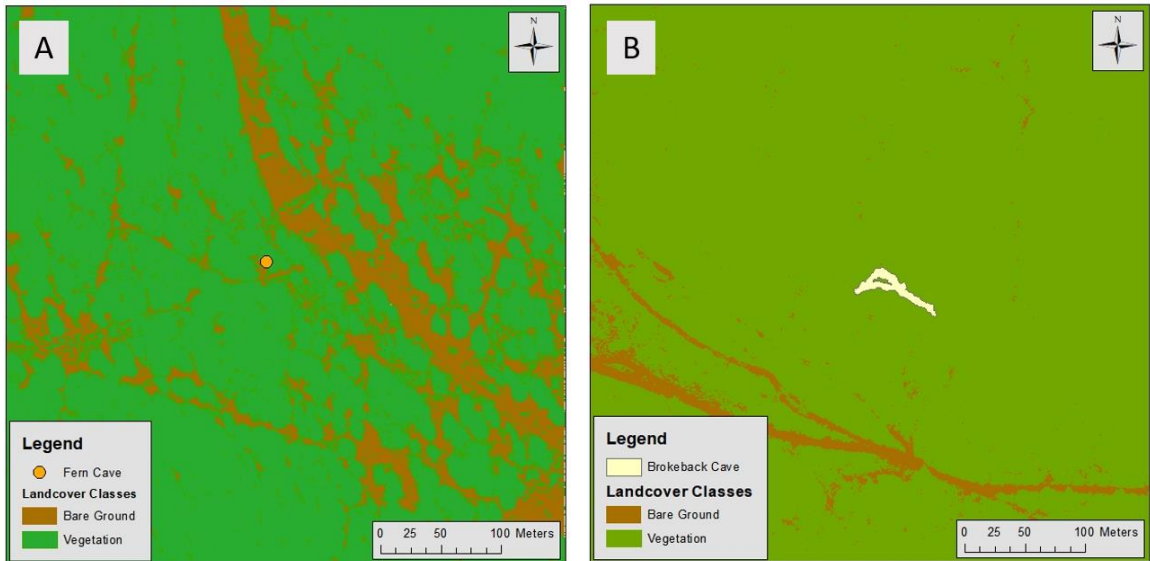 A
N
Legend
Fern Cave
Landcover Classes
Bare Ground
Vegetation
0 25 50 100 Meters
B
N
Legend
Brokeback Cave
Landcover Classes
Bare Ground
Vegetation
0 25 50 100 Meters